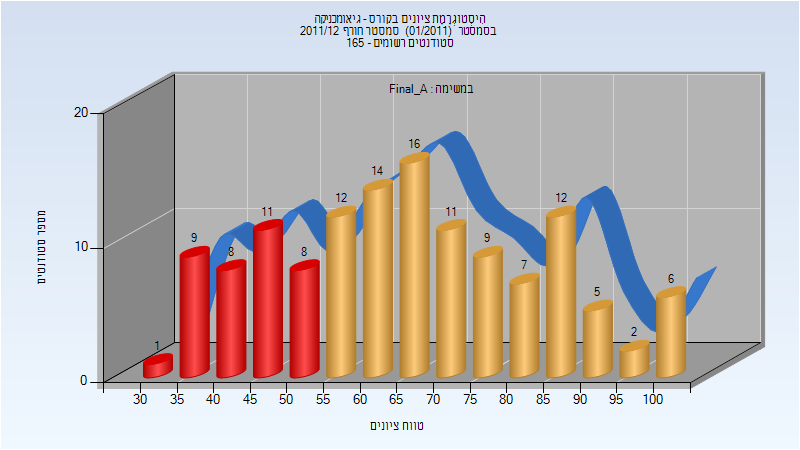 היסטוגרמת ציונים בקורס - גיאומכניקה
בסמסטר (01/2011) סמסטר חורף 2011/12
סטודנטים רשומים - 165
במשימה : Final_A
מספר סטודנטים
20
10
0
1
9
8
11
8
12
14
16
11
9
7
12
5
2
6
30 35 40 45 50 55 60 65 70 75 80 85 90 95 100
טווח ציונים